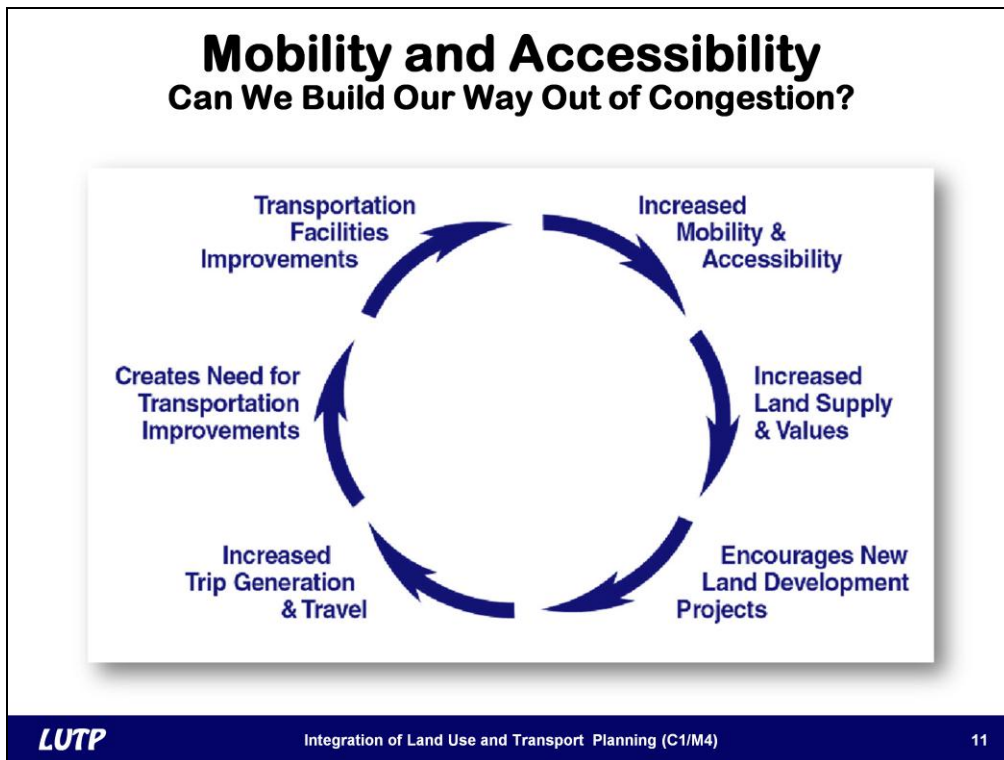 Mobility and Accessibility
Can We Build Our Way Out of Congestion?
Transportation
Facilities
Improvements
Increased
Mobility &
Accessibility
Increased
Land Supply
& Values
Encourages New
Land Development
Projects
Increased
Trip Generation
& Travel
Creates Need for
Transportation
Improvements
LUTP
Integration of Land Use and Transport Planning (C1/M4)
11